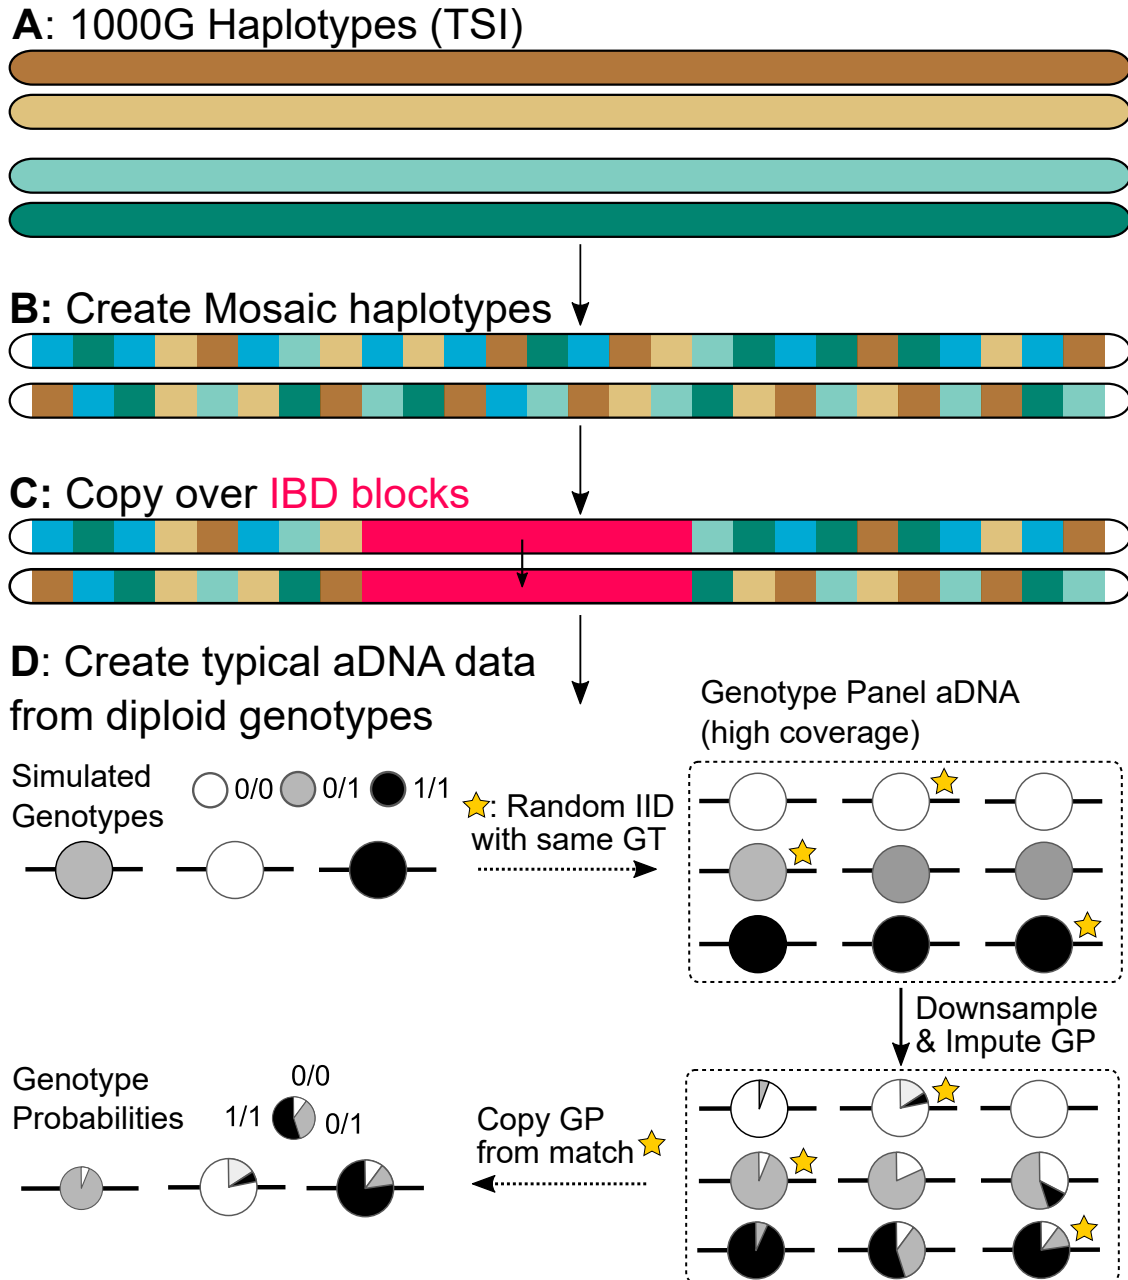 A: 1000G Haplotypes (TSI)
B: Create Mosaic haplotypes
C: Copy over IBD blocks
D: Create typical aDNA data
from diploid genotypes
Genotype Panel aDNA
(high coverage)
Simulated
Genotypes
0/0
0/1
1/1
: Random IID
with same GT
Downsample
& Impute GP
Genotype
Probabilities
0/0
1/1
0/1
Copy GP
from match